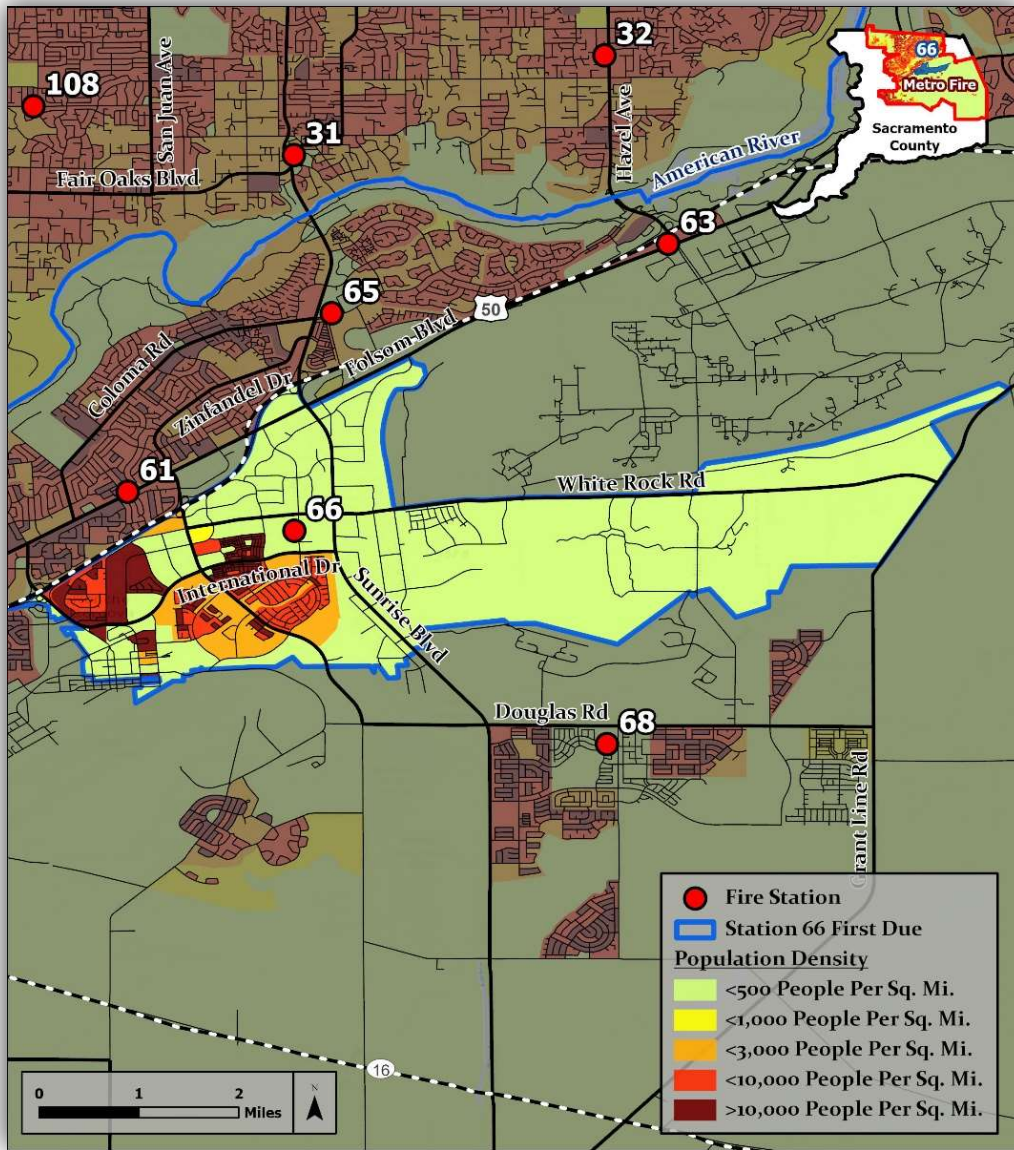 32
108
San Juan Ave
31
Fair Oaks Blvd
Hazel Ave
American River
66
Metro Fire
Sacramento
County
63
65
50
Folsom Blvd
Coloma Rd
Zinfandel Dr
61
66
White Rock Rd
International Dr
Sunrise Blvd
Douglas Rd
68
Grant Line Rd
16
Fire Station
Station 66 First Due
Population Density
<500 People Per Sq. Mi.
<1,000 People Per Sq. Mi.
<3,000 People Per Sq. Mi.
<10,000 People Per Sq. Mi.
>10,000 People Per Sq. Mi.
0 1 2
Miles
N